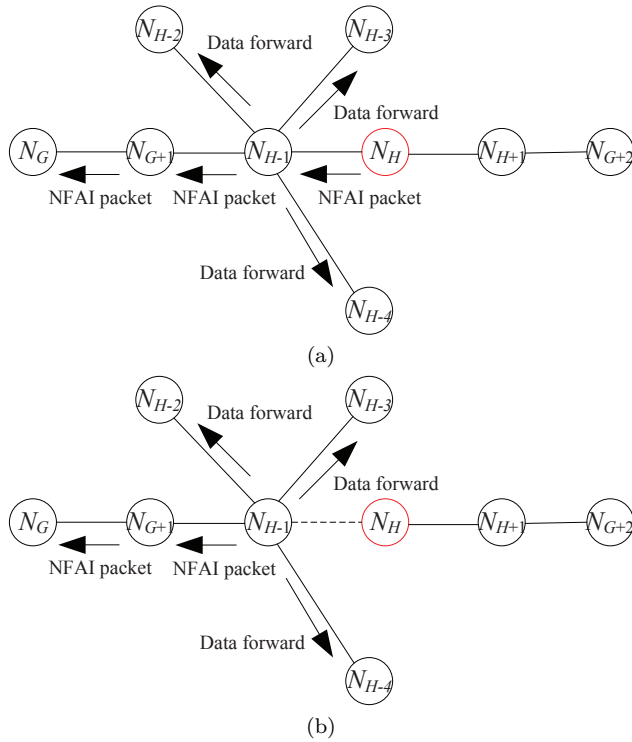 N_{H-2}
N_{H-3}
Data forward
Data forward
N_G
N_{G+1}
N_{H-1}
N_H
N_{H+1}
N_{G+2}
NFAI packet
NFAI packet
NFAI packet
Data forward
N_{H-4}
(a)
N_{H-2}
N_{H-3}
Data forward
Data forward
N_G
N_{G+1}
N_{H-1}
N_H
N_{H+1}
N_{G+2}
NFAI packet
NFAI packet
Data forward
N_{H-4}
(b)